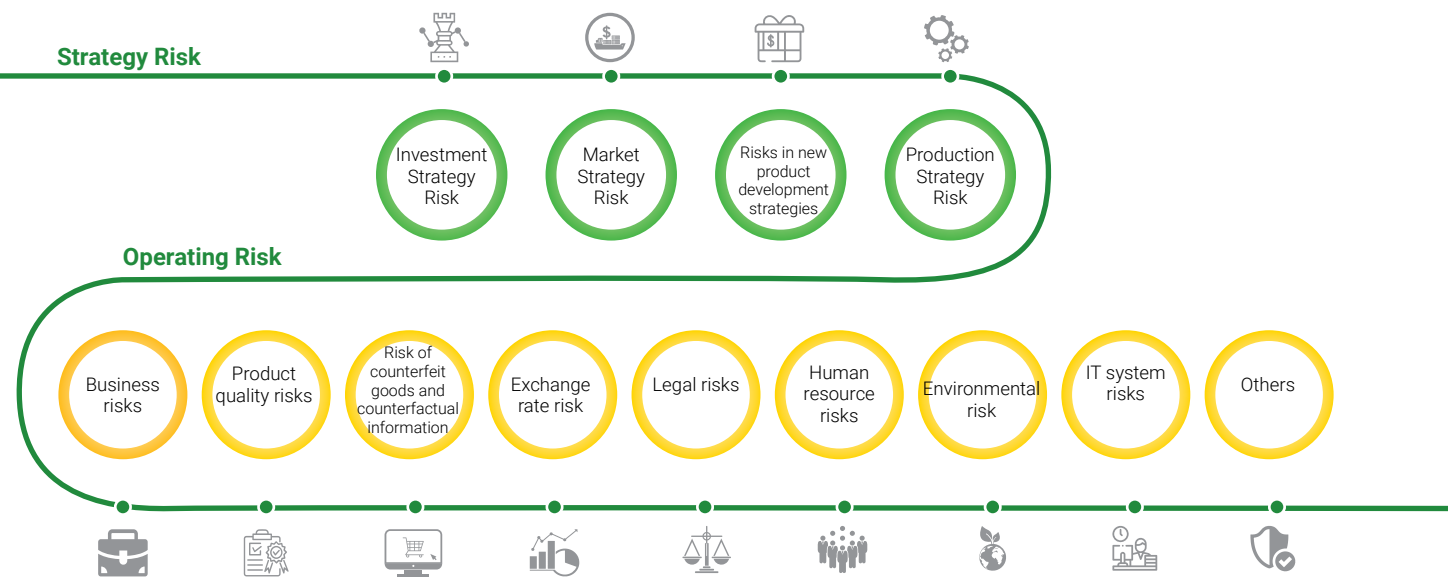 Strategy Risk
Investment
Strategy
Risk
Market
Strategy
Risk
Risks in new
product
development
strategies
Production
Strategy
Risk
Operating Risk
Business
risks
Product
quality risks
Risk of
counterfeit
goods and
counterfactual
information
Exchange
rate risk
Legal risks
Human
resource
risks
Environmental
risk
IT system
risks
Others